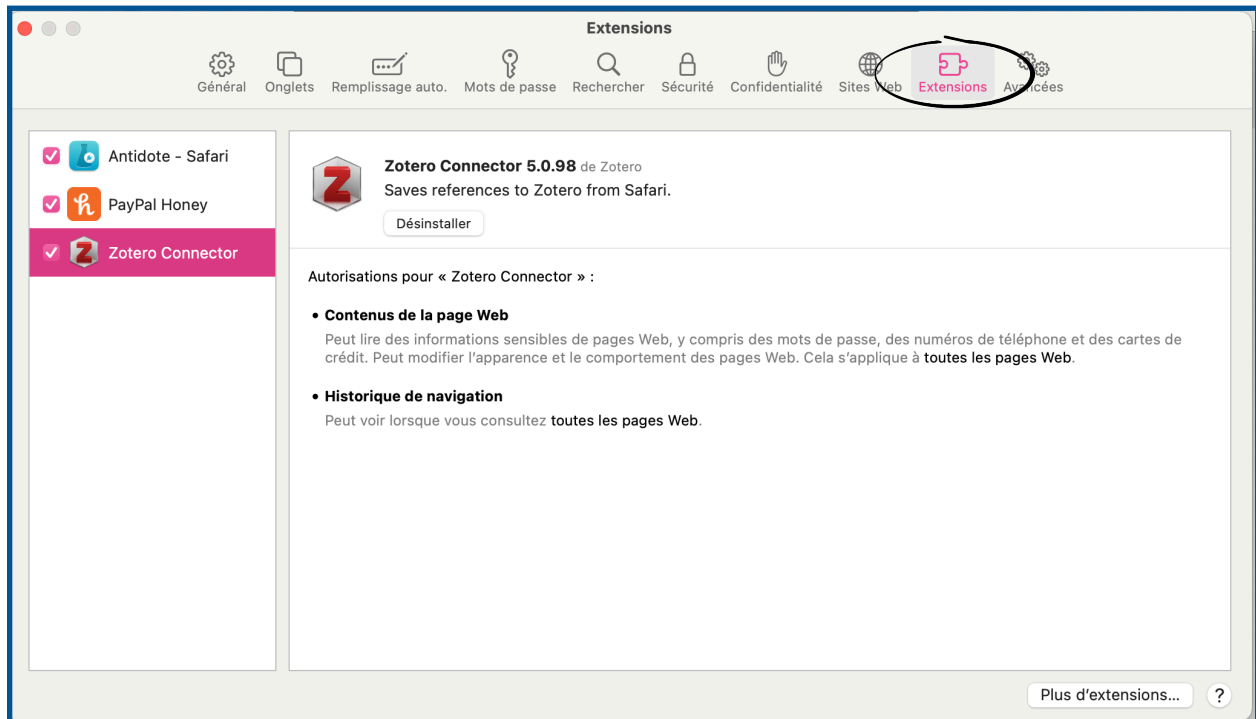 Extensions
Général Onglets Remplissage auto. Mots de passe Rechercher Sécurité Confidentialité Sites Web Extensions Avancées
Antidote - Safari
PayPal Honey
Zotero Connector
Zotero Connector 5.0.98 de Zotero
Saves references to Zotero from Safari.
Désinstaller
Autorisations pour « Zotero Connector » :
• Contenus de la page Web
Peut lire des informations sensibles de pages Web, y compris des mots de passe, des numéros de téléphone et des cartes de
crédit. Peut modifier l’apparence et le comportement des pages Web. Cela s’applique à toutes les pages Web.
• Historique de navigation
Peut voir lorsque vous consultez toutes les pages Web.
Plus d’extensions... ?